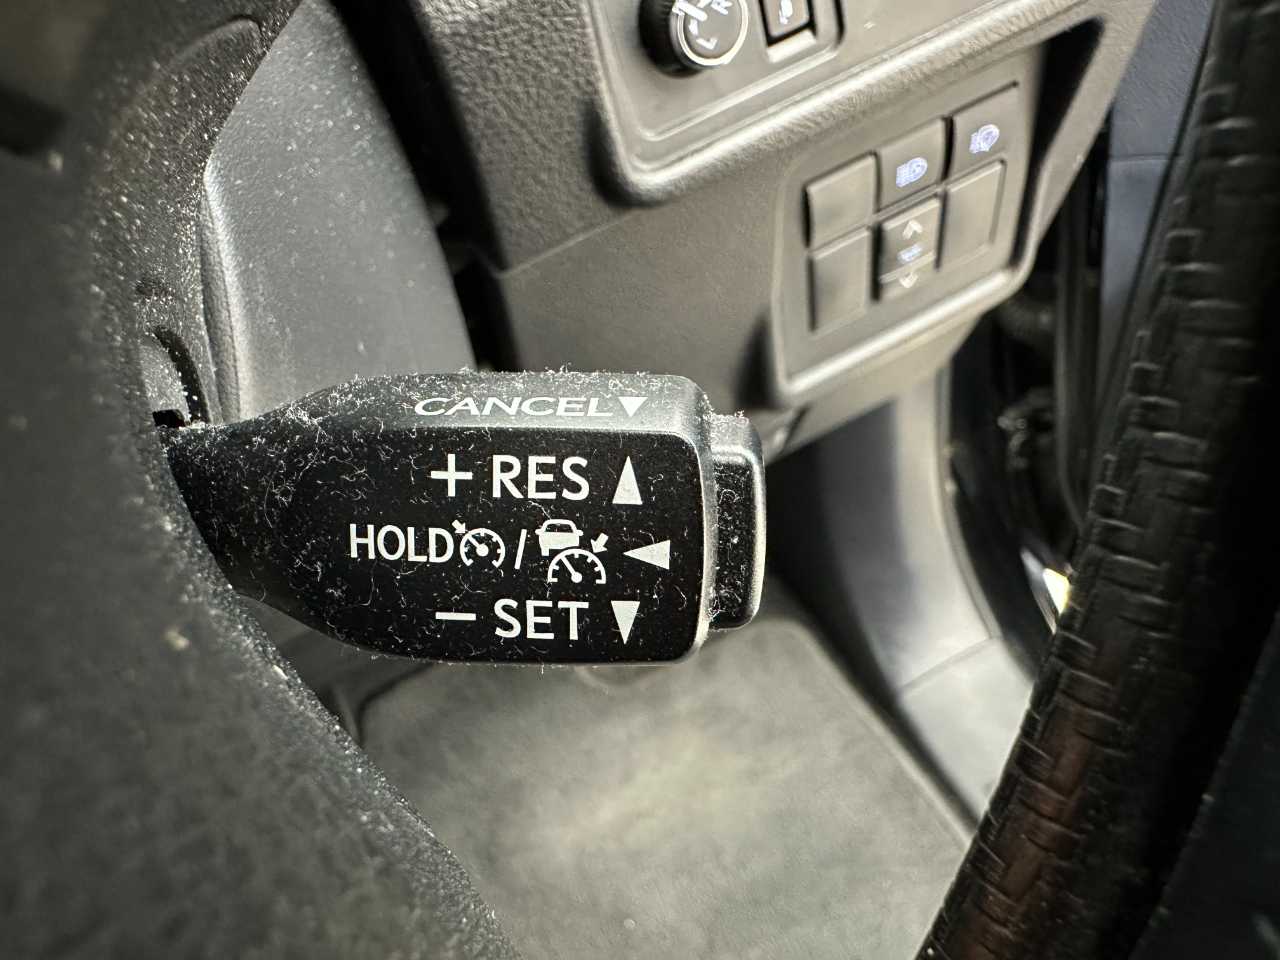 L R
CANCEL▼
+ RES ▲
HOLD / ◀
− SET ▼